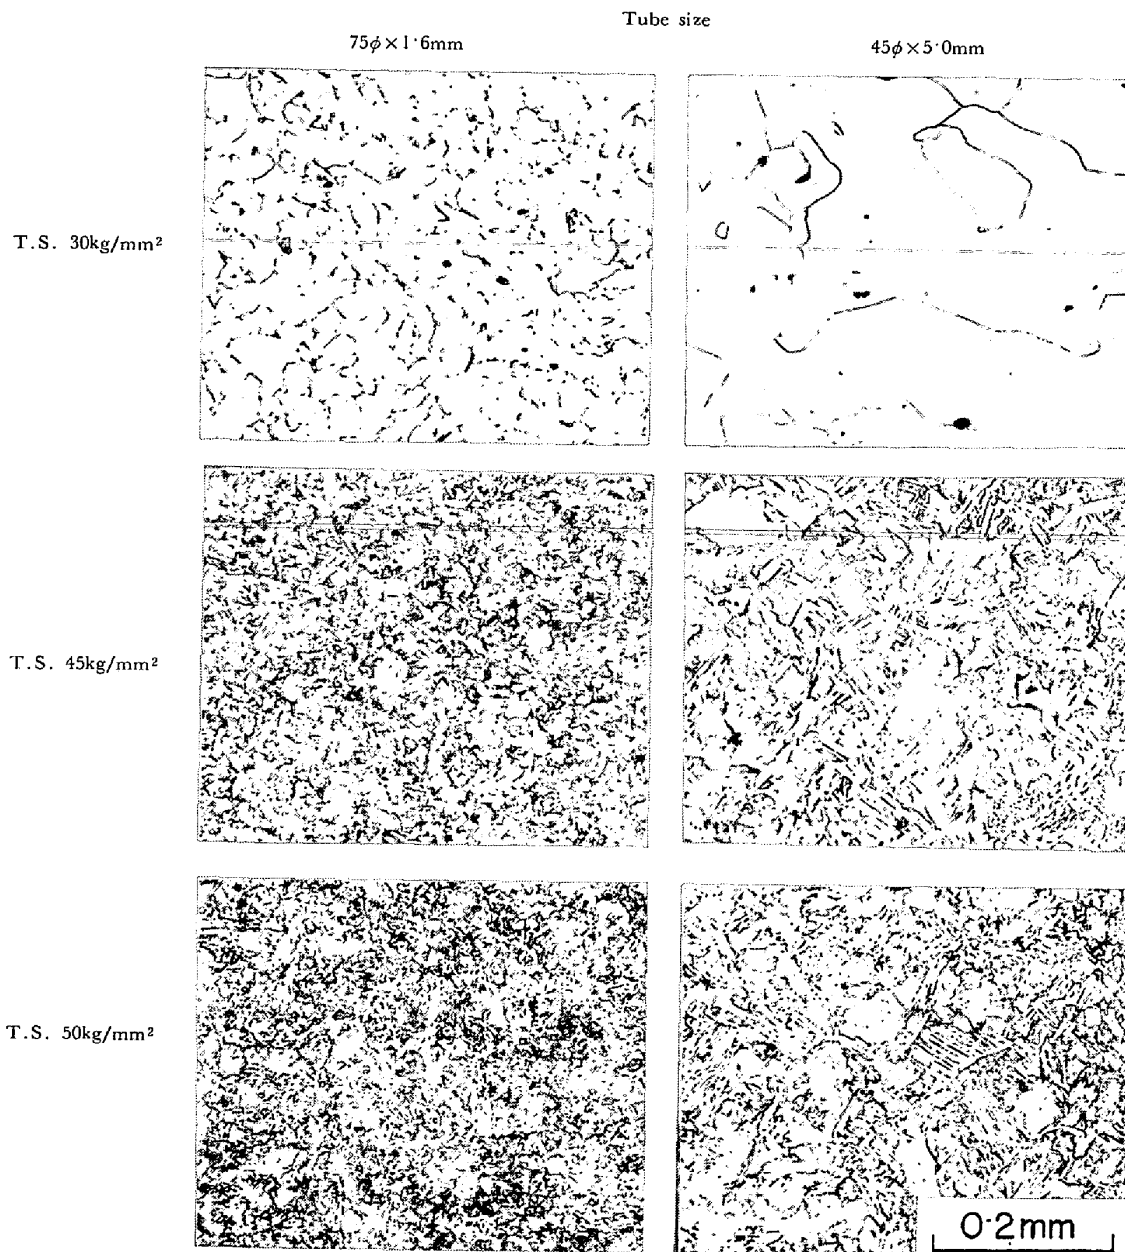 Tube size
75φ×1·6mm
45φ×5·0mm
T.S. 30kg/mm²
T.S. 45kg/mm²
T.S. 50kg/mm²
0·2mm